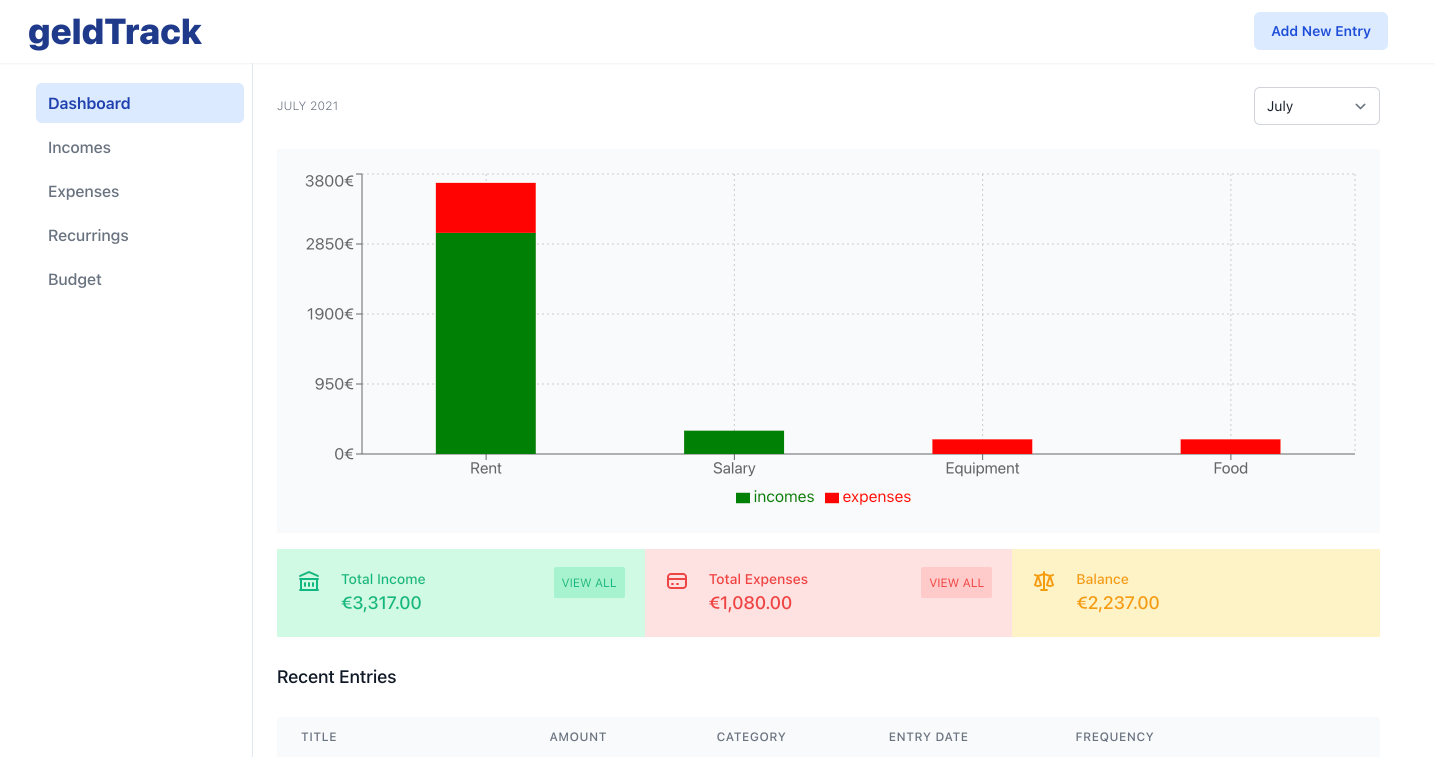 geldTrack
Add New Entry
Dashboard
Incomes
Expenses
Recurrings
Budget
JULY 2021
July
3800€
2850€
1900€
950€
0€
Rent Salary Equipment Food
incomes expenses
Total Income
€3,317.00
VIEW ALL
Total Expenses
€1,080.00
VIEW ALL
Balance
€2,237.00
Recent Entries
TITLE AMOUNT CATEGORY ENTRY DATE FREQUENCY